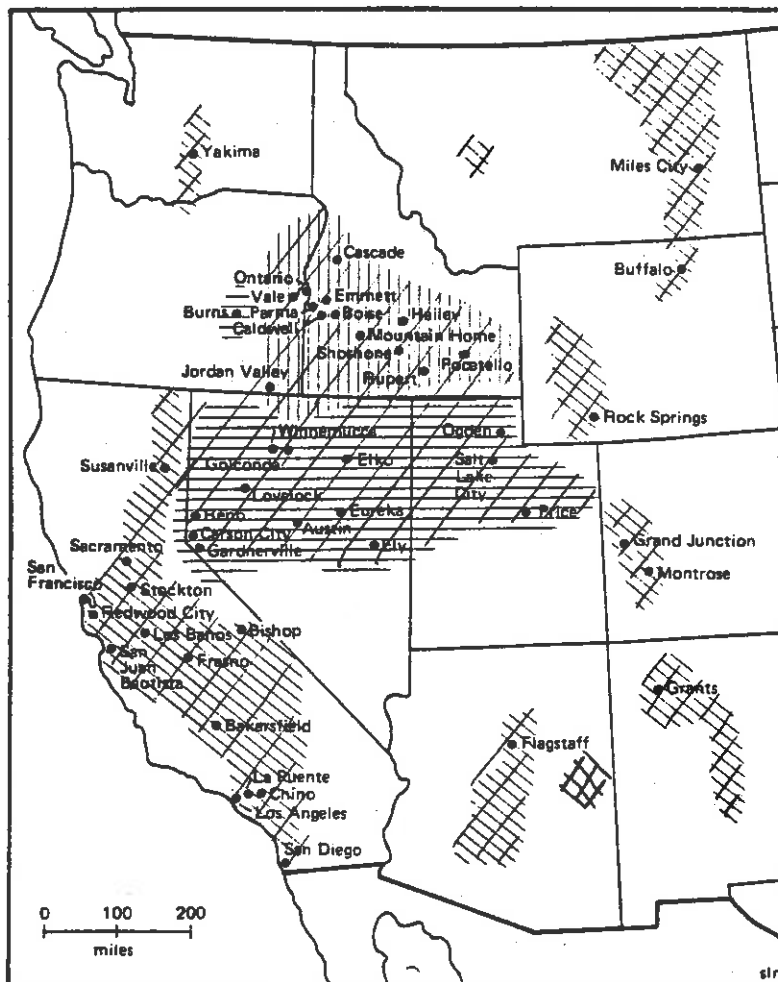 Yakima
Miles City
Cascade
Buffalo
Ontario
Vale
Emmett
Burns
Parma
Boise
Hailey
Caldwell
Mountain Home
Shoshone
Pocatello
Jordan Valley
Rupert
Rock Springs
Winnemucca
Ogden
Susanville
Golconda
Elko
Salt
Lake
City
Lovelock
Reno
Eureka
Price
Austin
Carson City
Grand Junction
Sacramento
Gardnerville
Ely
San
Francisco
Stockton
Montrose
Redwood City
Los Banos
Bishop
San
Juan
Bautista
Fresno
Grants
Bakersfield
Flagstaff
La Puente
Chino
Los Angeles
San Diego
0 100 200
miles